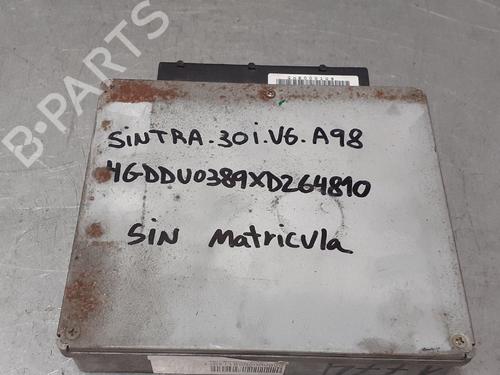 B-PARTS
SiNTRA.30i.V6.A98
4GDDU0389XD264810
SiN Matricula